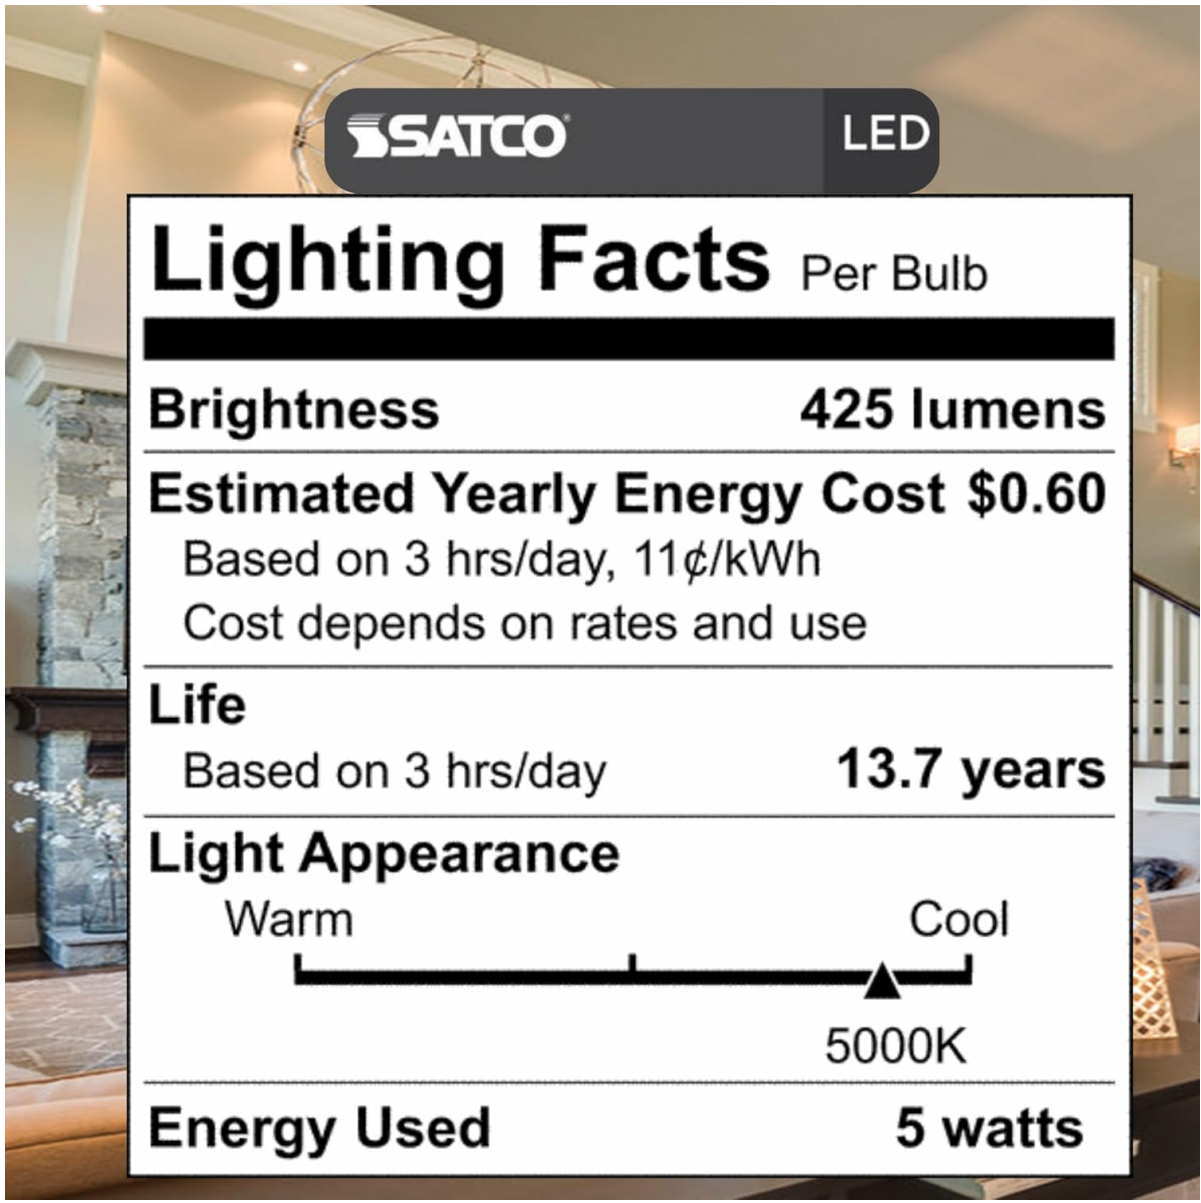 SATCO®
LED
Lighting Facts Per Bulb
Brightness 425 lumens
Estimated Yearly Energy Cost $0.60
Based on 3 hrs/day, 11¢/kWh
Cost depends on rates and use
Life
Based on 3 hrs/day 13.7 years
Light Appearance
Warm Cool
5000K
Energy Used 5 watts